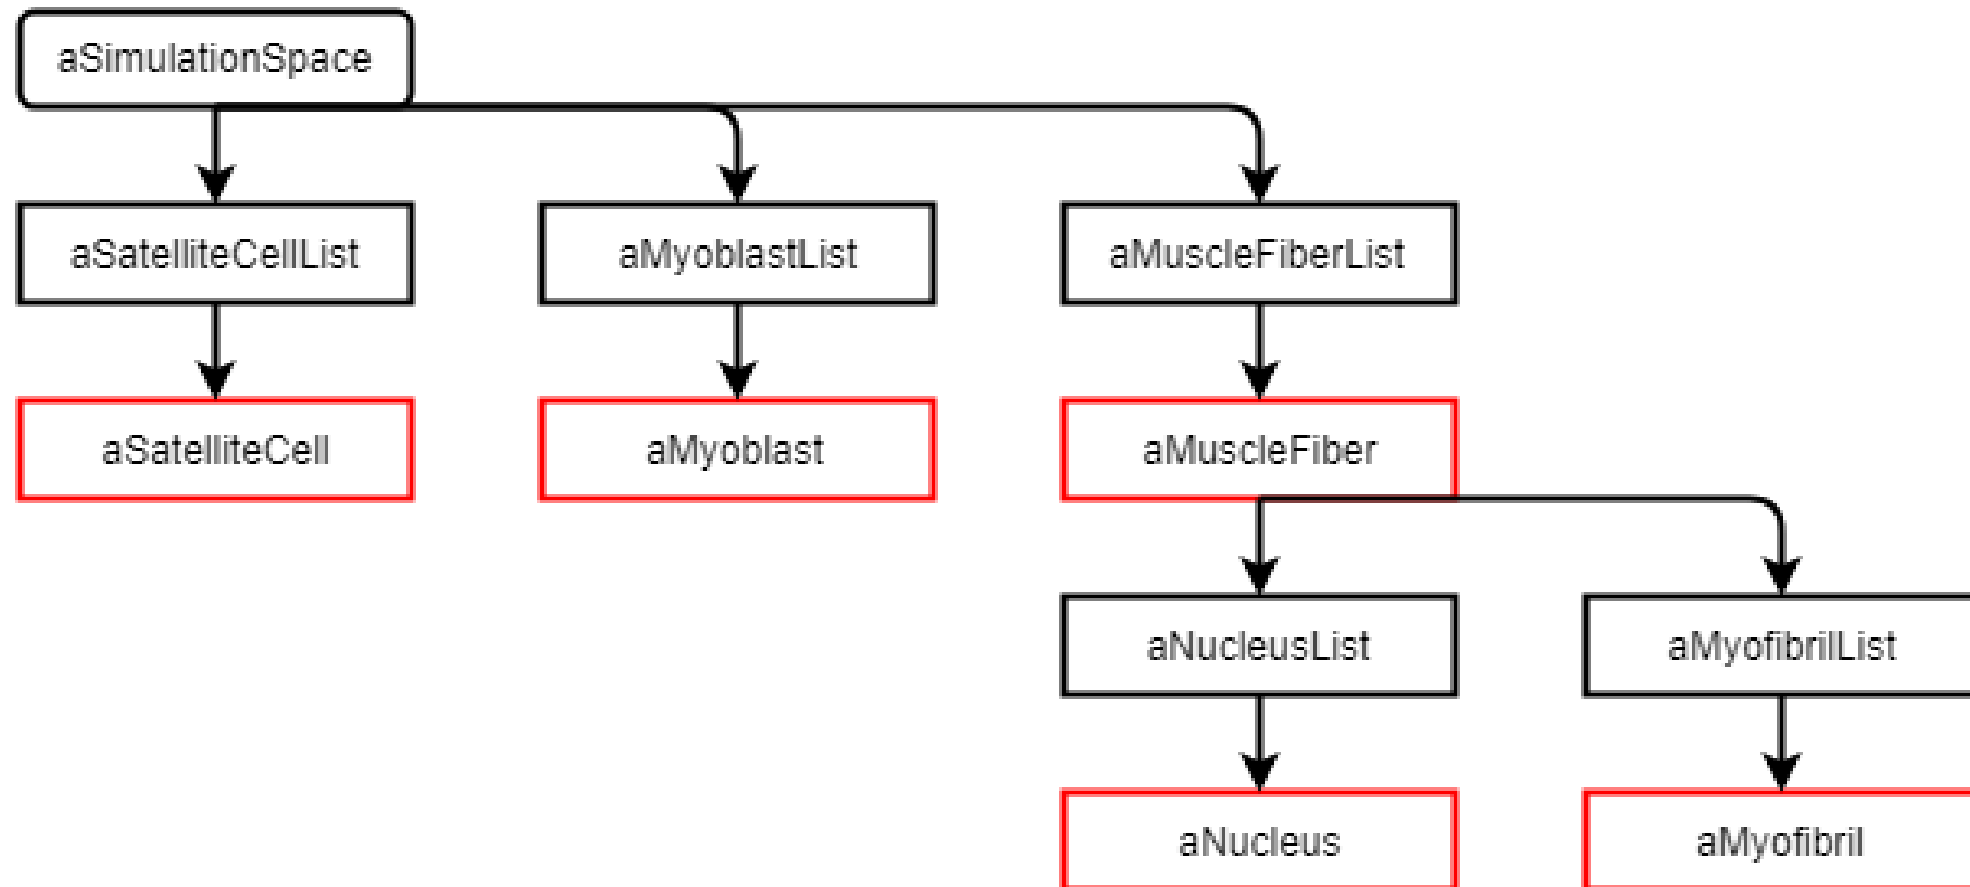 aSimulationSpace
aSatelliteCellList
aMyoblastList
aMuscleFiberList
aSatelliteCell
aMyoblast
aMuscleFiber
aNucleusList
aMyofibrilList
aNucleus
aMyofibril